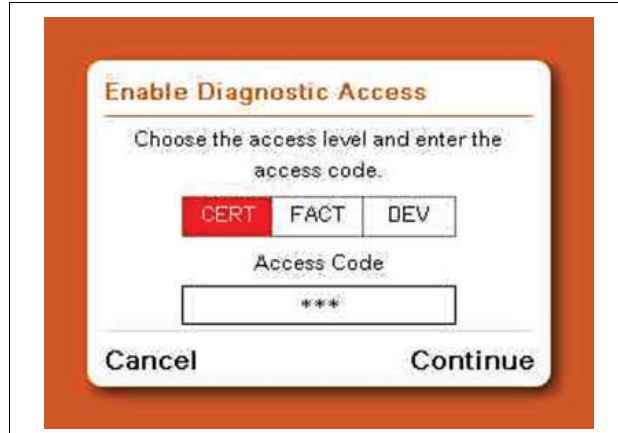 Enable Diagnostic Access
Choose the access level and enter the
access code.
CERT FACT DEV
Access Code
***
Cancel Continue